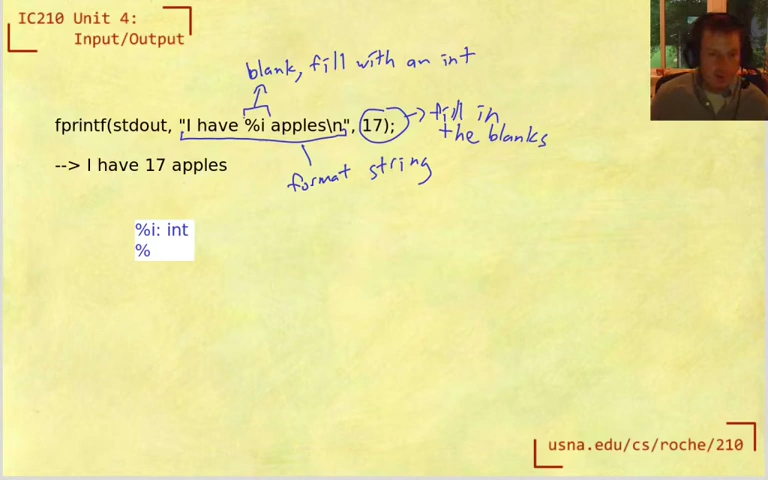 IC210 Unit 4:
Input/Output
blank, fill with an int
fprintf(stdout, "I have %i apples\n", 17);
fill in
the blanks
--> I have 17 apples
format string
%i: int
%
usna.edu/cs/roche/210